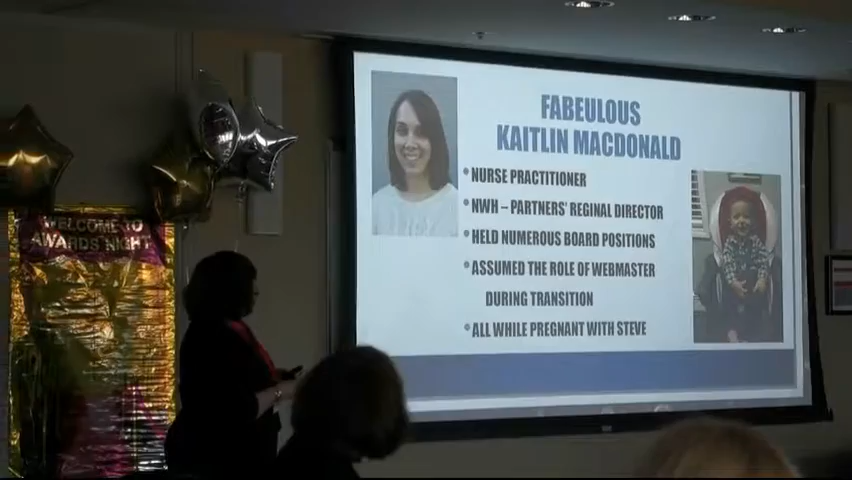 WELCOME TO
AWARDS NIGHT
FABEULOUS
KAITLIN MACDONALD
• NURSE PRACTITIONER
• NWH – PARTNERS' REGINAL DIRECTOR
• HELD NUMEROUS BOARD POSITIONS
• ASSUMED THE ROLE OF WEBMASTER
DURING TRANSITION
• ALL WHILE PREGNANT WITH STEVE